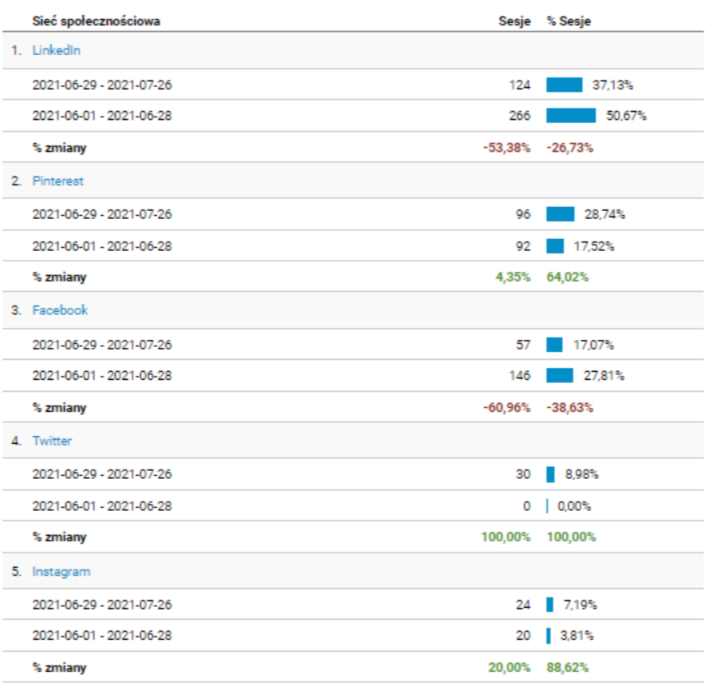 Sieć społecznościowa Sesje % Sesje
1. LinkedIn
2021-06-29 - 2021-07-26 124 37,13%
2021-06-01 - 2021-06-28 266 50,67%
% zmiany -53,38% -26,73%
2. Pinterest
2021-06-29 - 2021-07-26 96 28,74%
2021-06-01 - 2021-06-28 92 17,52%
% zmiany 4,35% 64,02%
3. Facebook
2021-06-29 - 2021-07-26 57 17,07%
2021-06-01 - 2021-06-28 146 27,81%
% zmiany -60,96% -38,63%
4. Twitter
2021-06-29 - 2021-07-26 30 8,98%
2021-06-01 - 2021-06-28 0 0,00%
% zmiany 100,00% 100,00%
5. Instagram
2021-06-29 - 2021-07-26 24 7,19%
2021-06-01 - 2021-06-28 20 3,81%
% zmiany 20,00% 88,62%